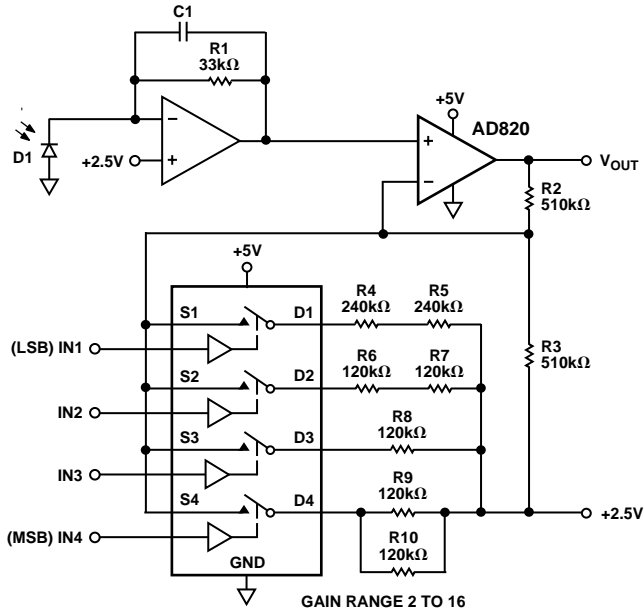 C1
R1
33kΩ
D1
+2.5V
−
+
+5V
AD820
+
−
VOUT
R2
510kΩ
+5V
S1
D1
R4
240kΩ
R5
240kΩ
R3
510kΩ
(LSB) IN1
S2
D2
R6
120kΩ
R7
120kΩ
IN2
S3
D3
R8
120kΩ
IN3
S4
D4
R9
120kΩ
+2.5V
(MSB) IN4
R10
120kΩ
GND
GAIN RANGE 2 TO 16